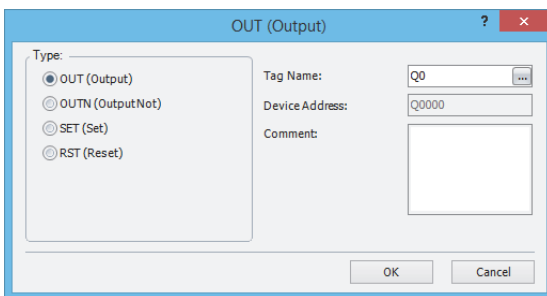 OUT (Output)
?
×
Type:
OUT (Output)
OUTN (OutputNot)
SET (Set)
RST (Reset)
Tag Name:
Q0
...
Device Address:
Q0000
Comment:
OK
Cancel